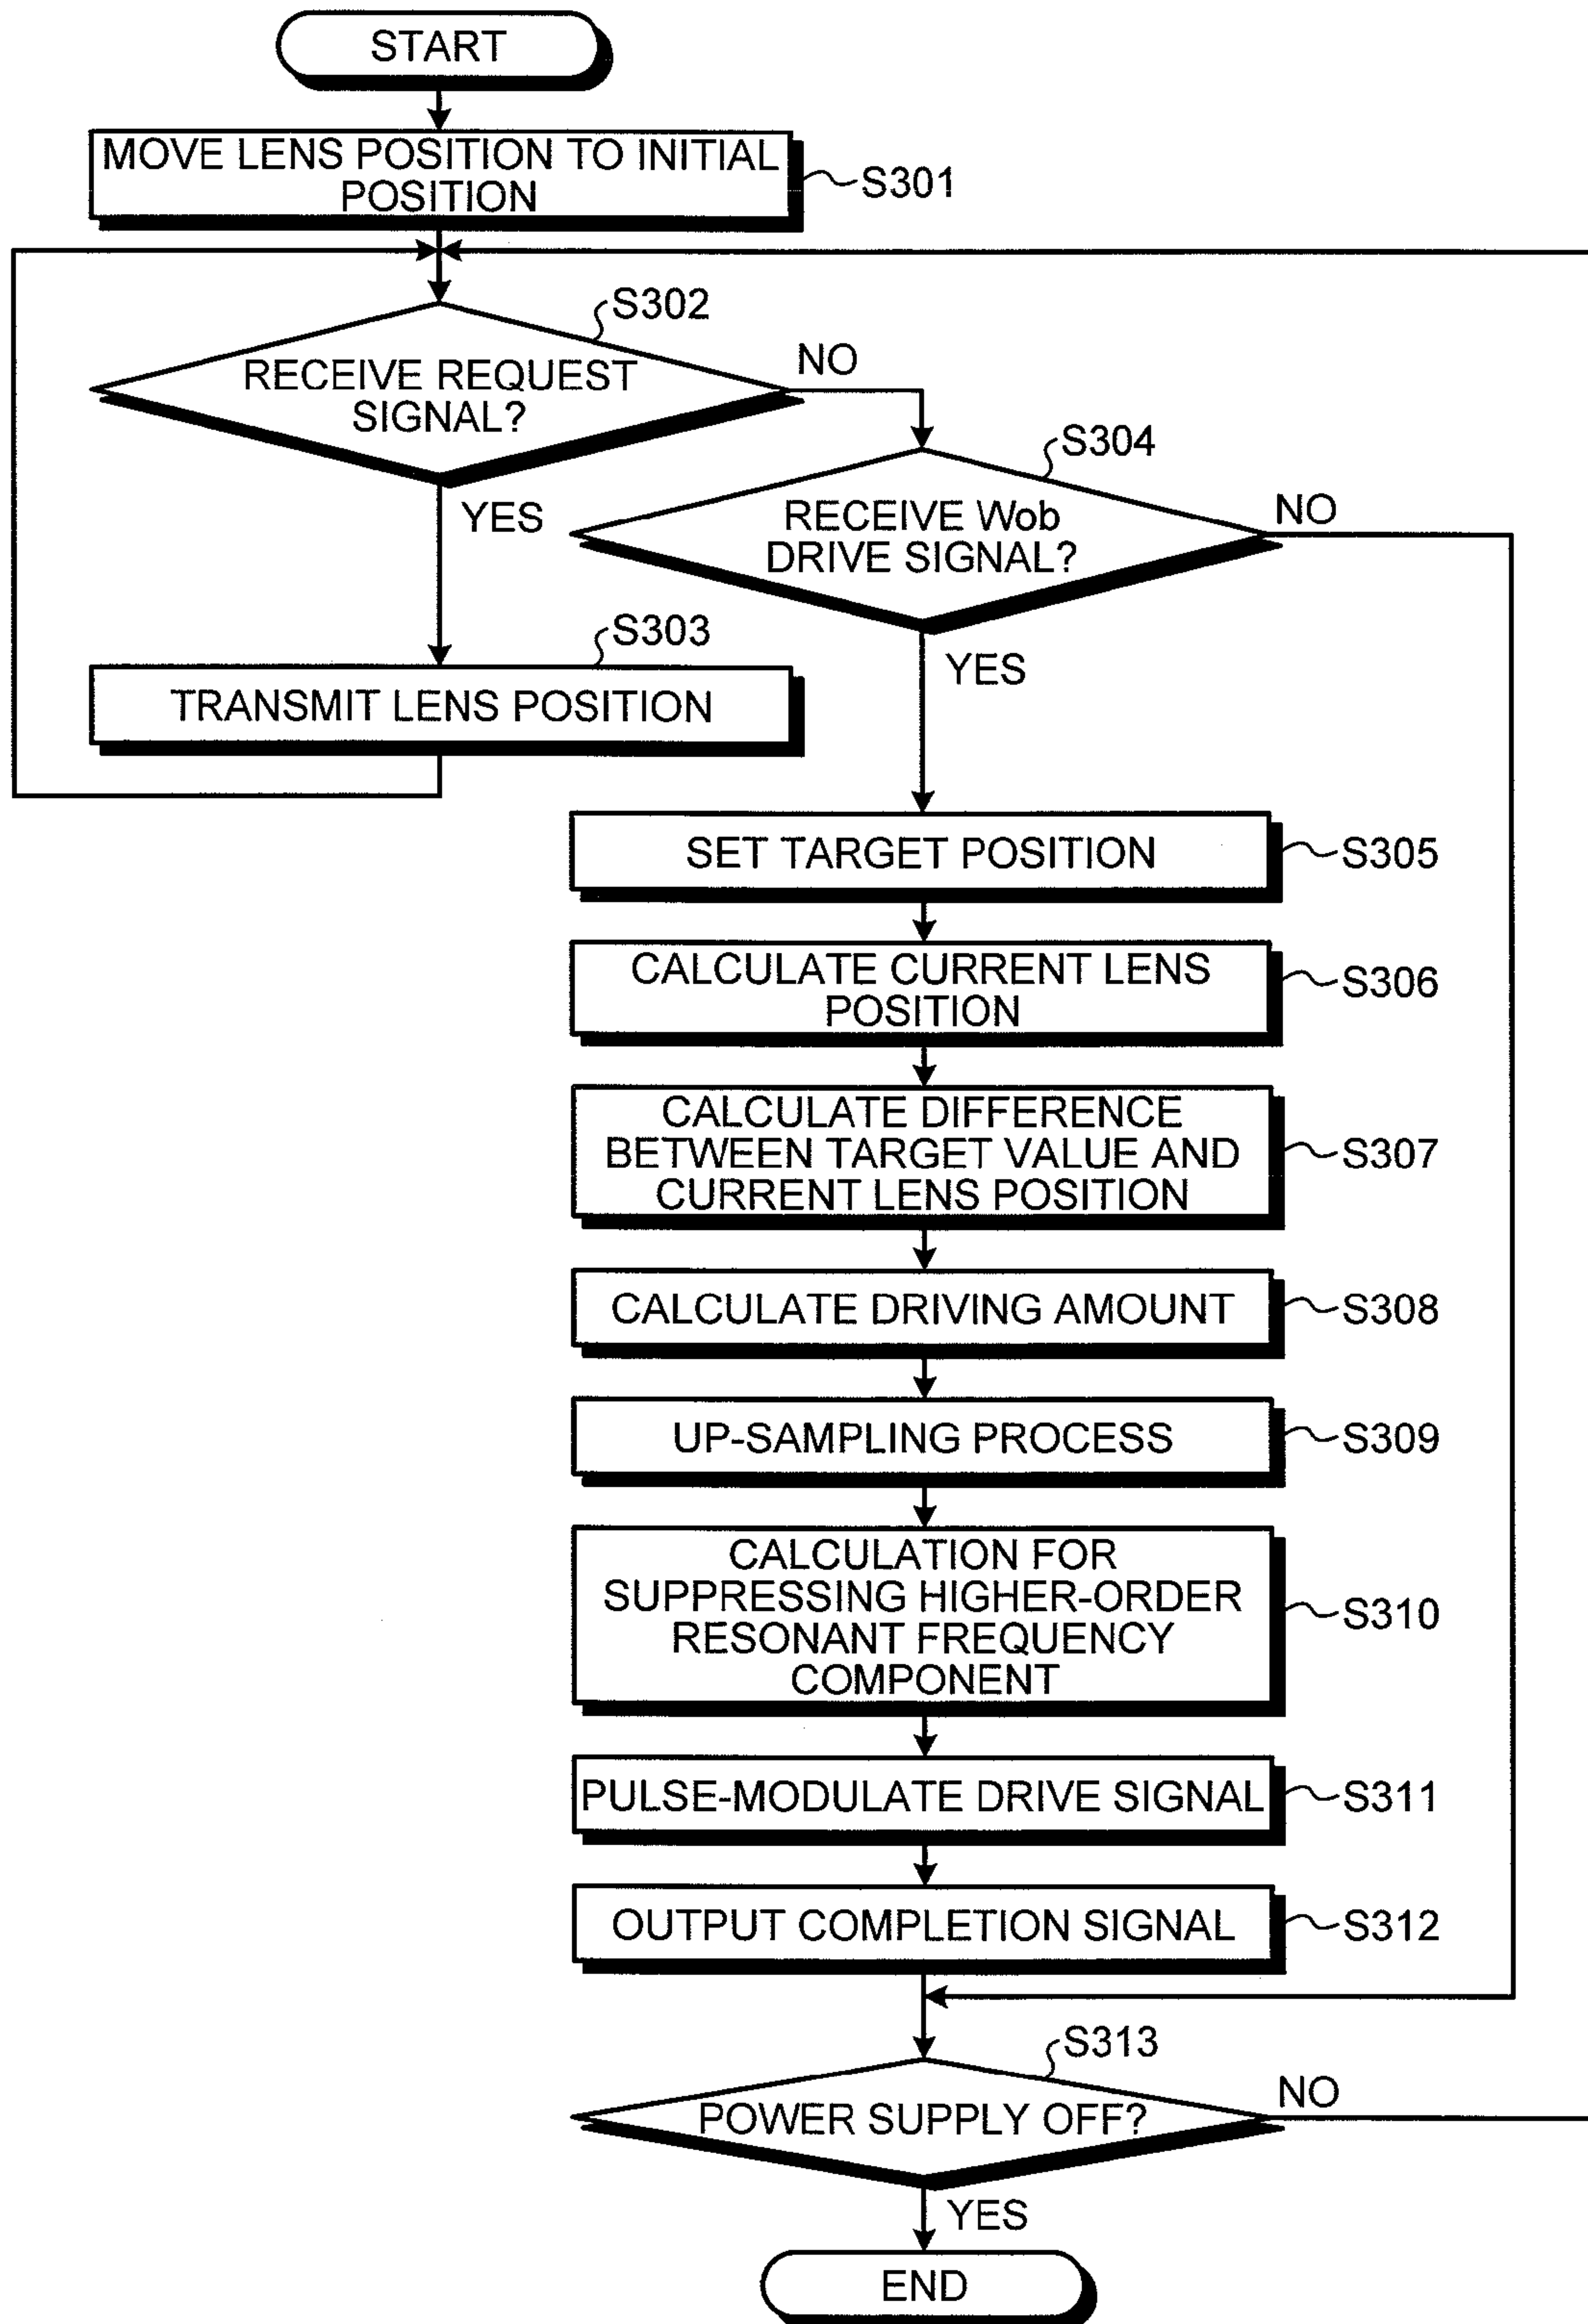 START
MOVE LENS POSITION TO INITIAL
POSITION
S301
S302
RECEIVE REQUEST
SIGNAL?
NO
YES
S303
TRANSMIT LENS POSITION
S304
RECEIVE Wob
DRIVE SIGNAL?
NO
YES
SET TARGET POSITION
S305
CALCULATE CURRENT LENS
POSITION
S306
CALCULATE DIFFERENCE
BETWEEN TARGET VALUE AND
CURRENT LENS POSITION
S307
CALCULATE DRIVING AMOUNT
S308
UP-SAMPLING PROCESS
S309
CALCULATION FOR
SUPPRESSING HIGHER-ORDER
RESONANT FREQUENCY
COMPONENT
S310
PULSE-MODULATE DRIVE SIGNAL
S311
OUTPUT COMPLETION SIGNAL
S312
S313
POWER SUPPLY OFF?
NO
YES
END